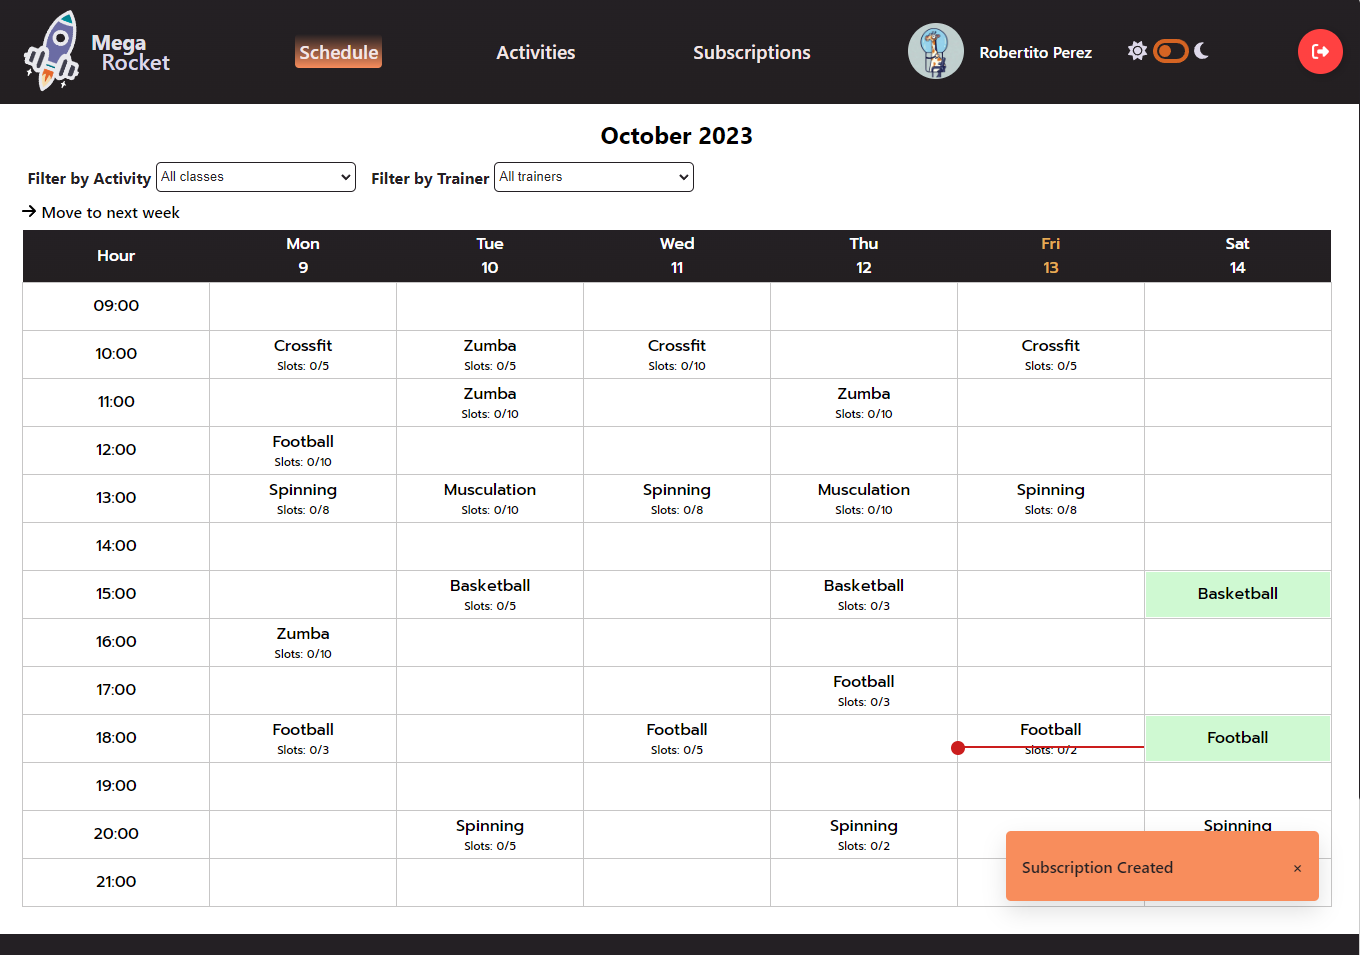 Mega
Rocket
Schedule
Activities
Subscriptions
Robertito Perez
October 2023
Filter by Activity All classes Filter by Trainer All trainers
Move to next week
Hour Mon Tue Wed Thu Fri Sat
9 10 11 12 13 14
09:00
10:00 Crossfit Zumba Crossfit Crossfit
Slots: 0/5 Slots: 0/5 Slots: 0/10 Slots: 0/5
11:00 Zumba Zumba
Slots: 0/10 Slots: 0/10
12:00 Football
Slots: 0/10
13:00 Spinning Musculation Spinning Musculation Spinning
Slots: 0/8 Slots: 0/10 Slots: 0/8 Slots: 0/10 Slots: 0/8
14:00
15:00 Basketball Basketball Basketball
Slots: 0/5 Slots: 0/3
16:00 Zumba
Slots: 0/10
17:00 Football
Slots: 0/3
18:00 Football Football Football Football
Slots: 0/3 Slots: 0/5 Slots: 0/2
19:00
20:00 Spinning Spinning Spinning
Slots: 0/5 Slots: 0/2
21:00
Subscription Created ×